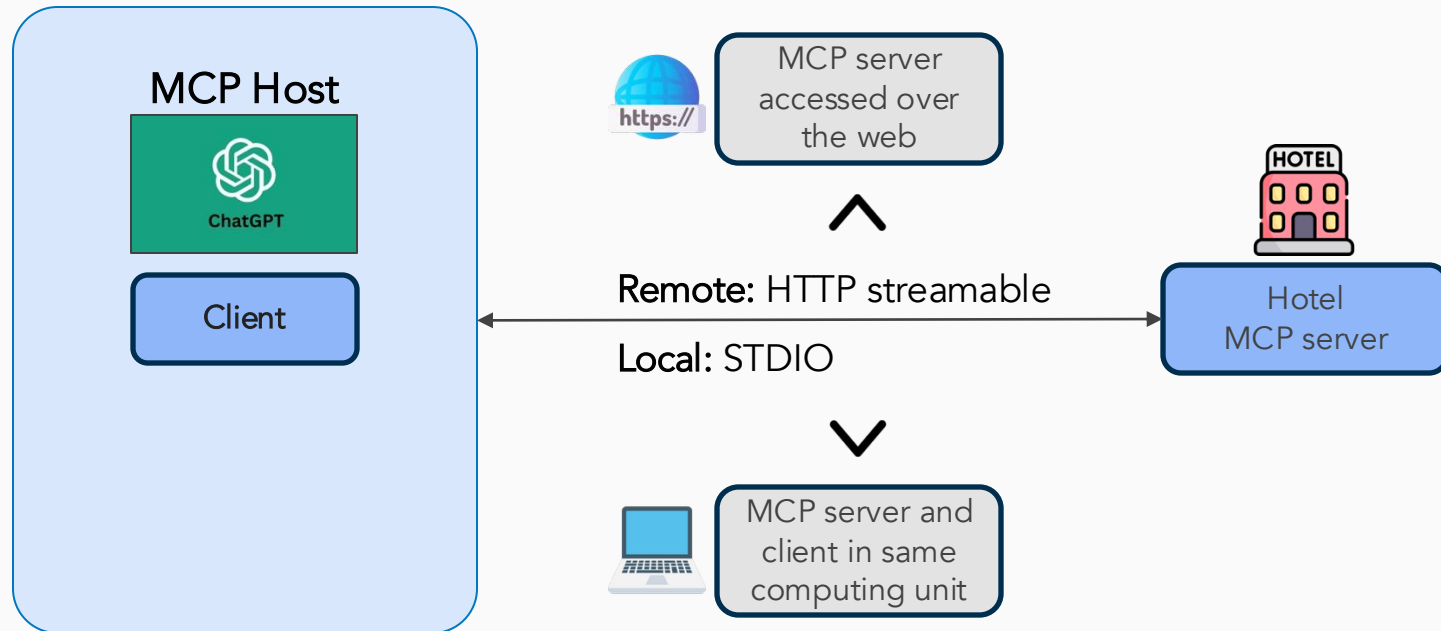 MCP Host
ChatGPT
Client
https://
MCP server
accessed over
the web
Remote: HTTP streamable
Local: STDIO
MCP server and
client in same
computing unit
HOTEL
Hotel
MCP server